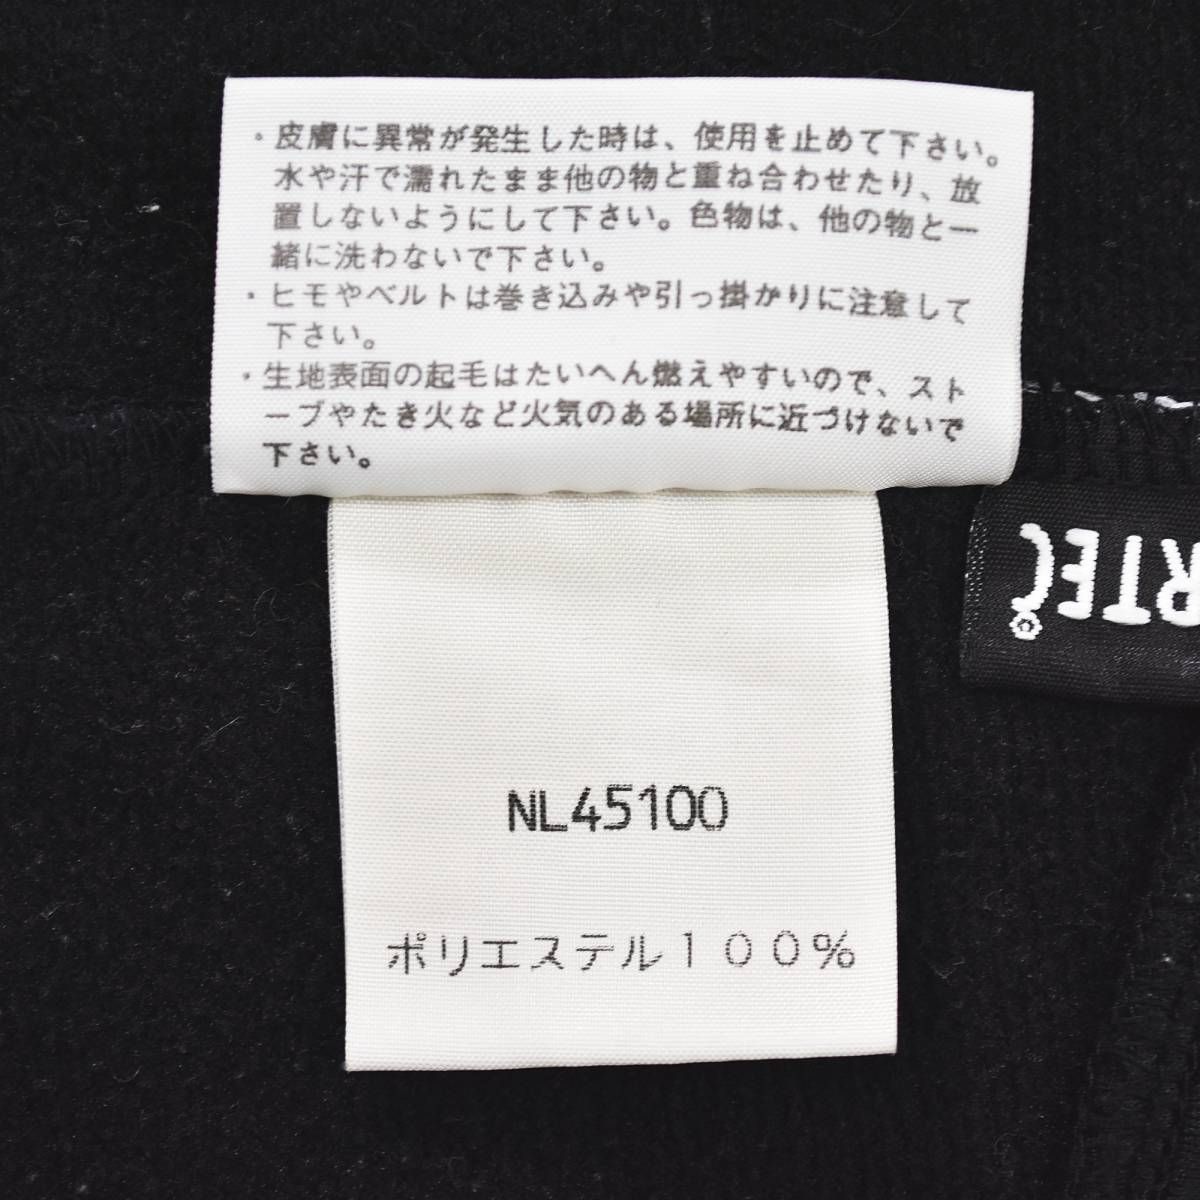 ・皮膚に異常が発生した時は、使用を止めて下さい。
水や汗で濡れたまま他の物と重ね合わせたり、放
置しないようにして下さい。色物は、他の物と一
緒に洗わないで下さい。
・ヒモやベルトは巻き込みや引っ掛かりに注意して
下さい。
・生地表面の起毛はたいへん燃えやすいので、スト
ーブやたき火など火気のある場所に近づけないで
下さい。
NL45100
ポリエステル100%